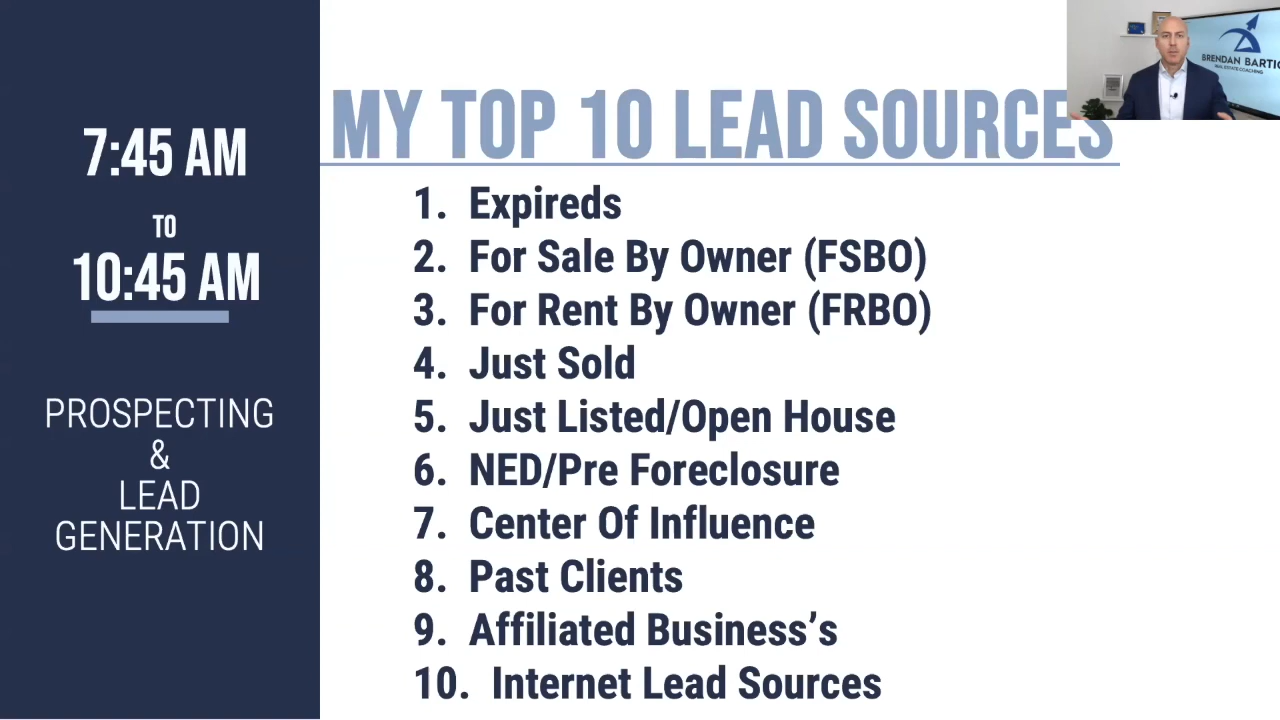 7:45 AM
TO
10:45 AM
PROSPECTING
&
LEAD
GENERATION
MY TOP 10 LEAD SOURCES
1. Expireds
2. For Sale By Owner (FSBO)
3. For Rent By Owner (FRBO)
4. Just Sold
5. Just Listed/Open House
6. NED/Pre Foreclosure
7. Center Of Influence
8. Past Clients
9. Affiliated Business’s
10. Internet Lead Sources
BRENDAN BARTIC
REAL ESTATE COACHING